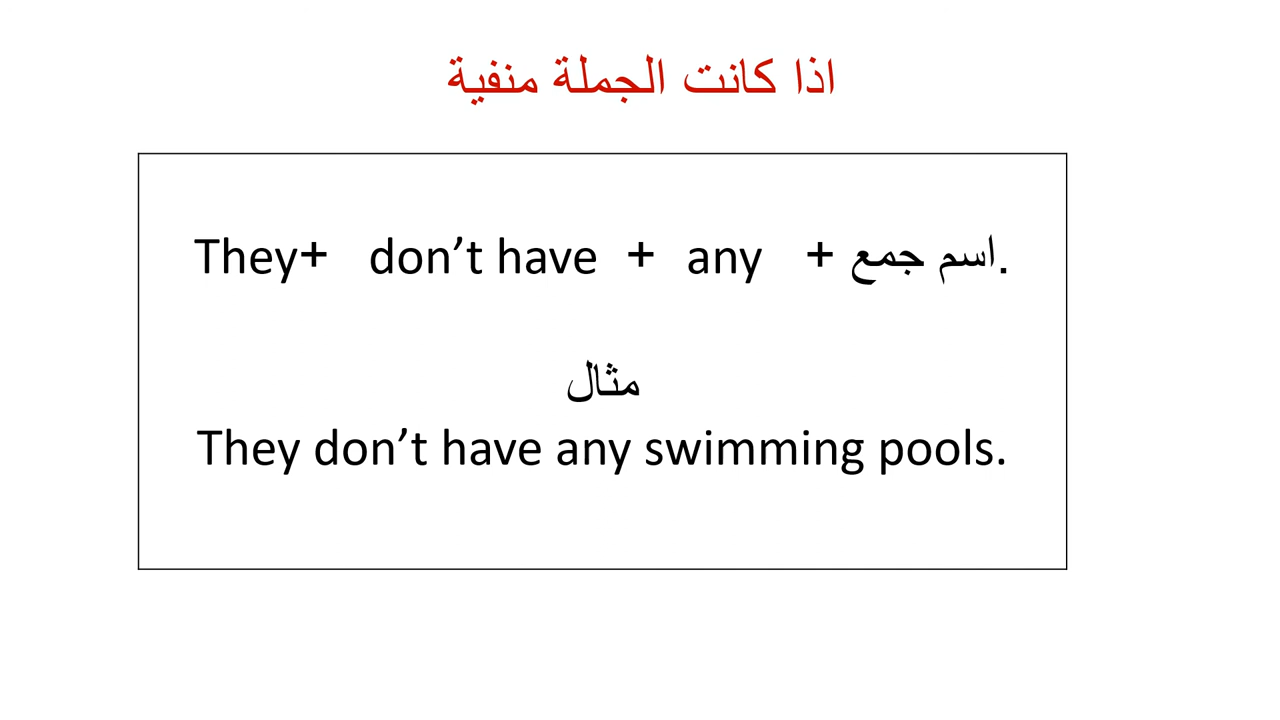 اذا كانت الجملة منفية
They+ don’t have + any + اسم جمع.
مثال
They don’t have any swimming pools.